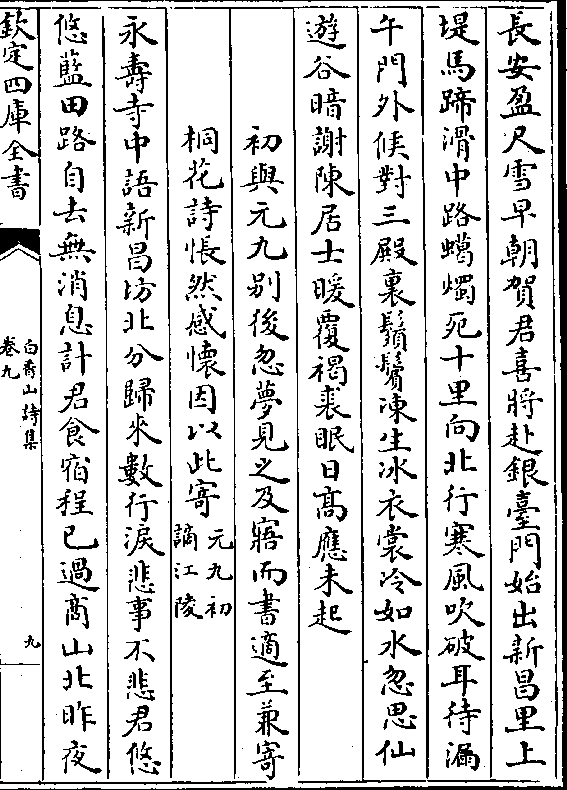 長安盈尺雪早朝賀君喜將赴銀臺門始出新昌里上
堤馬蹄滑中路蠟燭死十里向北行寒風吹破耳待漏
午門外候對三殿裏鬚鬢凍生冰衣裳冷如水忽思仙
遊谷暗謝陳居士暖覆褐裘眠日髙應未起
初與元九别後忽夢見之及寤而書適至兼寄
桐花詩悵然感懷因以此寄元九初謫江陵
永壽寺中語新昌坊北分歸來數行淚悲事不悲君悠
悠藍田路自去無消息計君食宿程已過商山北昨夜
欽定四庫全書
白香山詩集
卷九
九